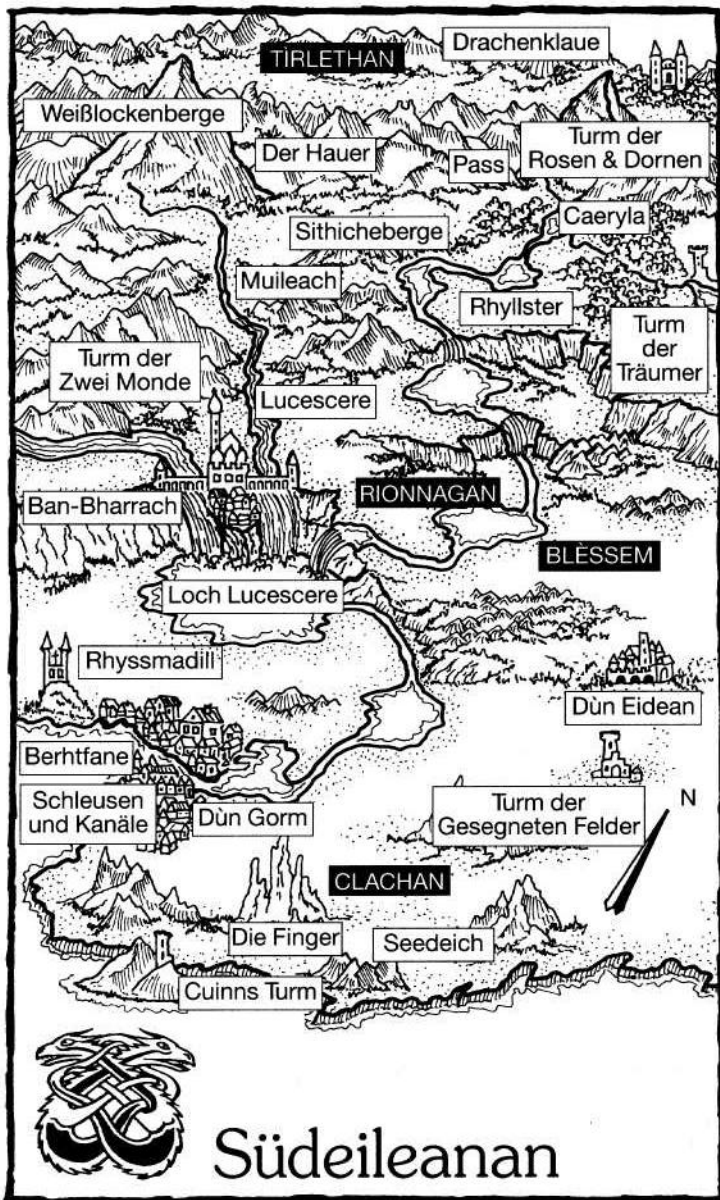 Drachenklaue
TÌRLETHAN
Weißlockenberge
Der Hauer
Pass
Turm der
Rosen & Dornen
Caeryla
Sithicheberge
Muileach
Rhyllster
Turm
der
Träumer
Turm der
Zwei Monde
Lucescere
RIONNAGAN
Ban-Bharrach
BLÈSSEM
Loch Lucescere
Rhyssmadill
Dùn Eidean
Berhtfane
Schleusen
und Kanäle
Dùn Gorm
Turm der
Gesegneten Felder
N
CLACHAN
Die Finger
Seedeich
Cuinns Turm
Südeileanan